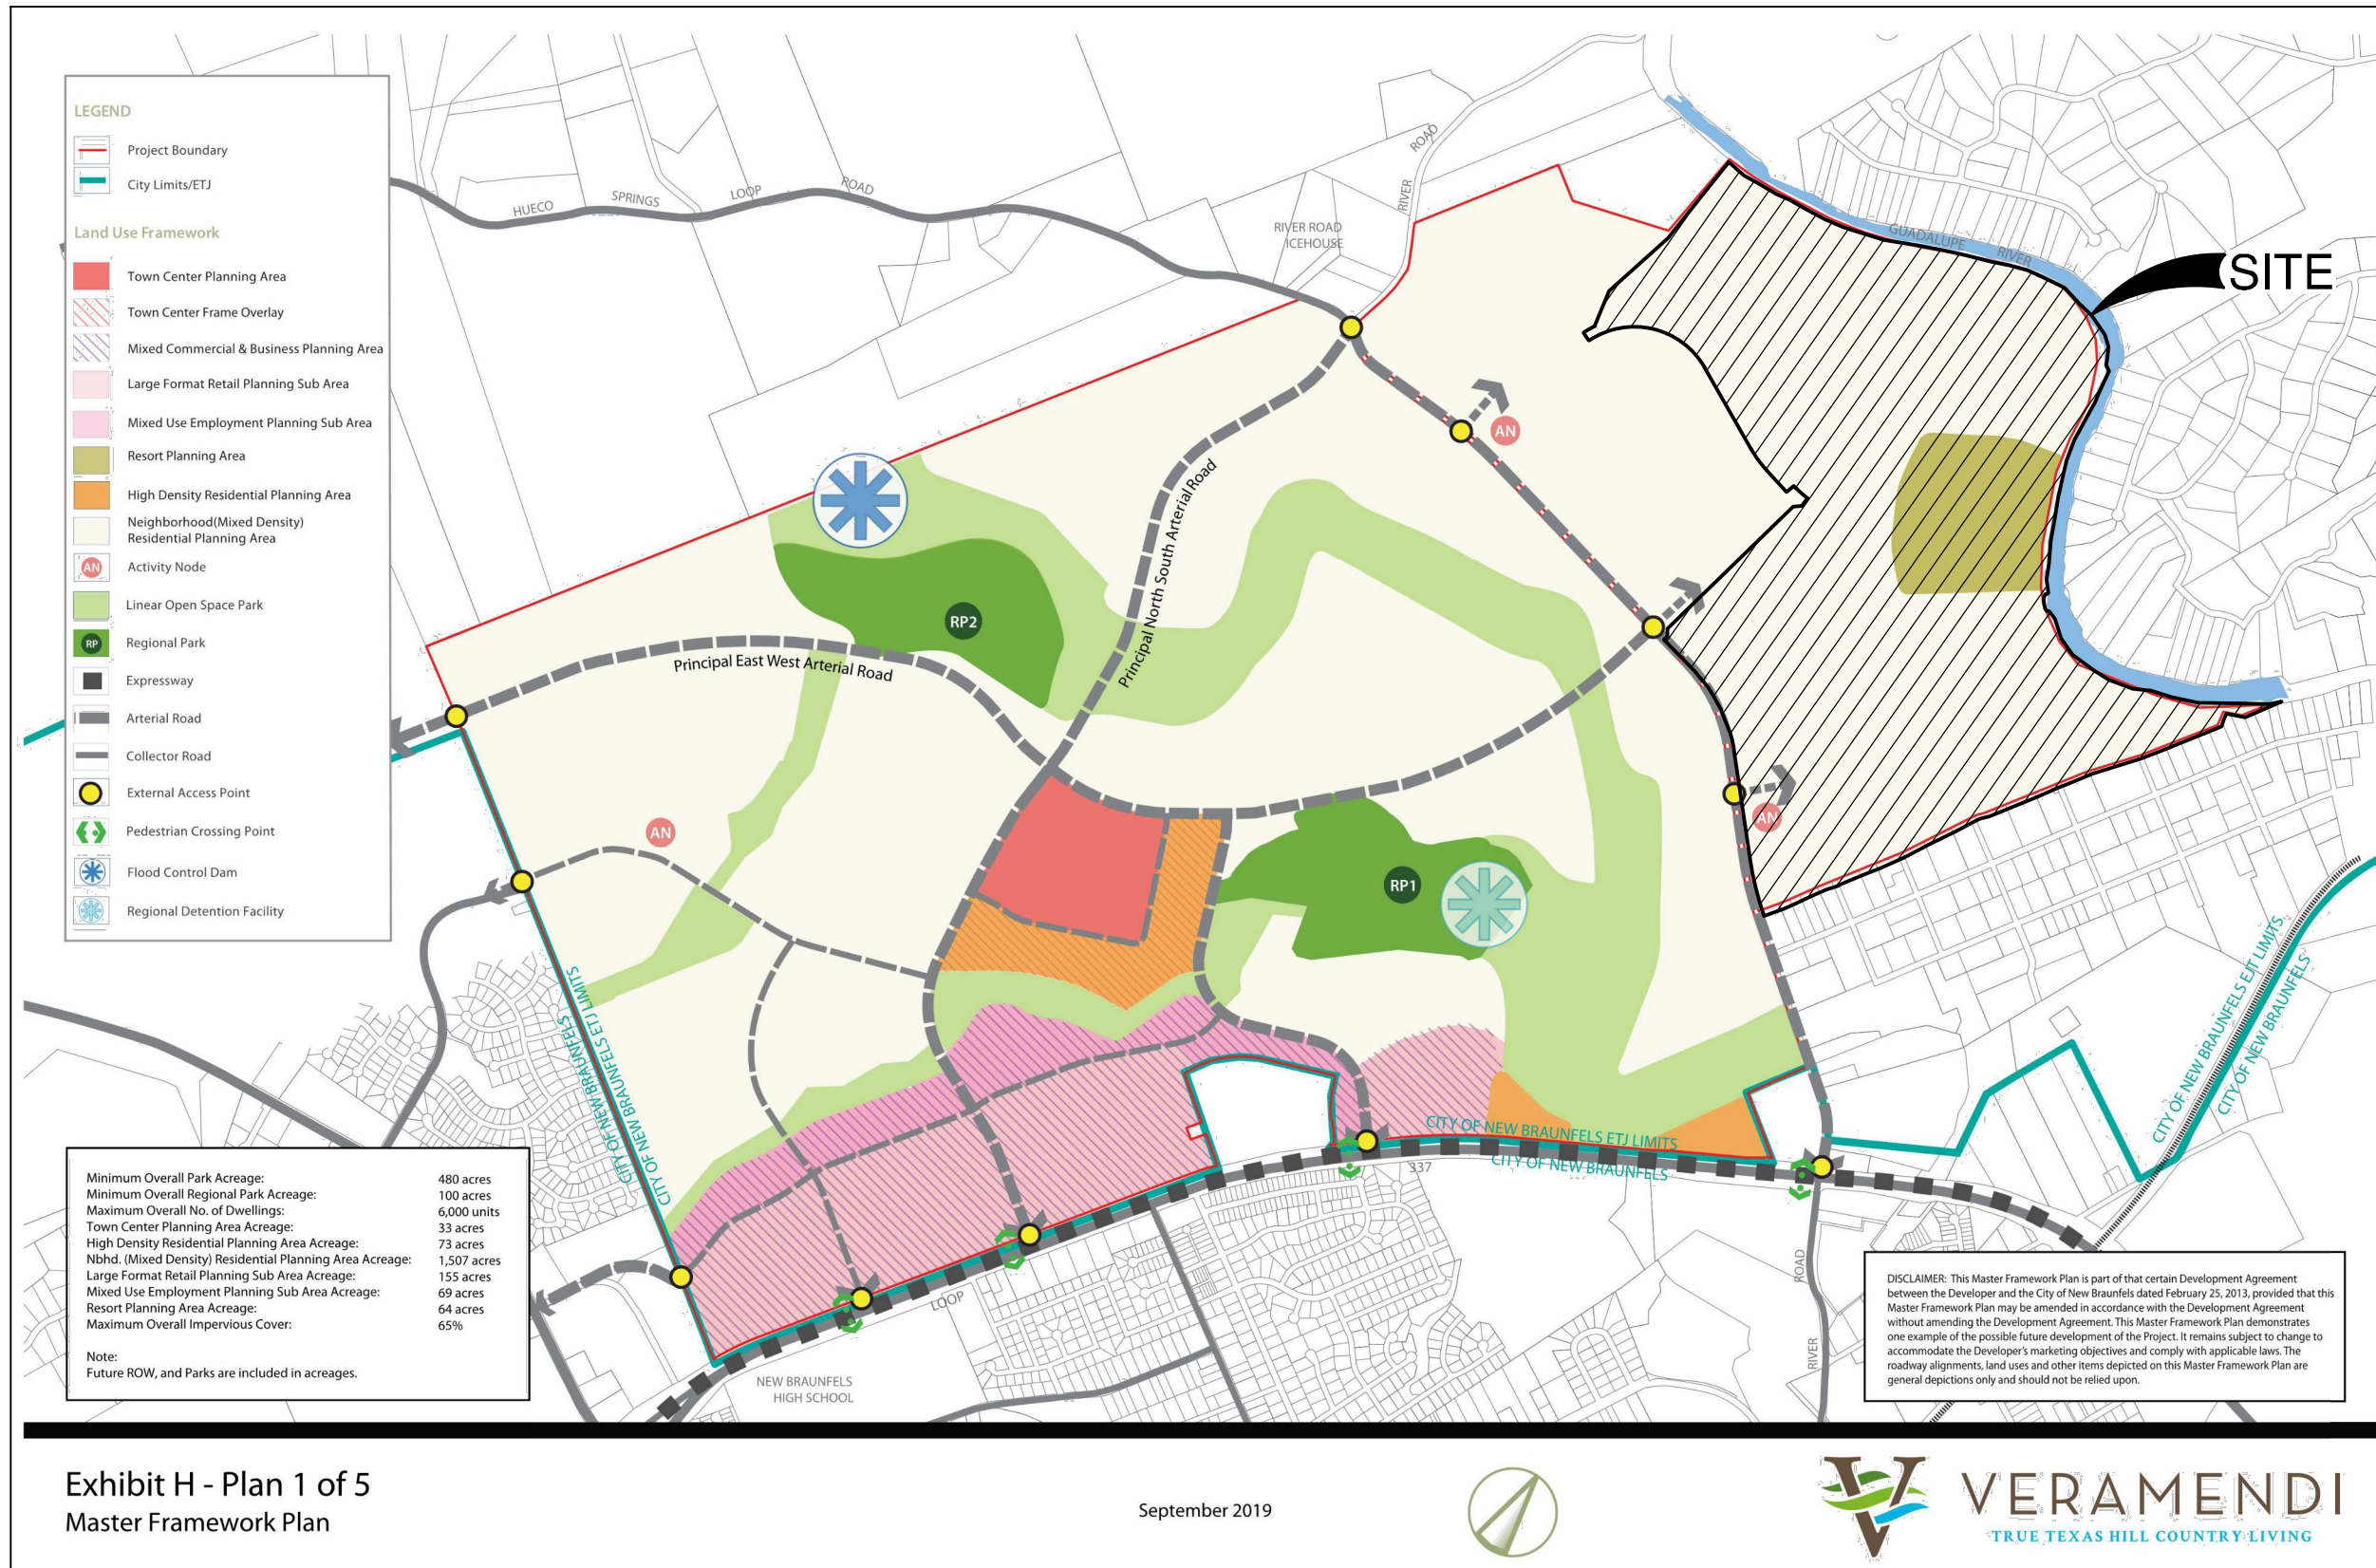 LEGEND
Project Boundary
City Limits/ETJ
Land Use Framework
Town Center Planning Area
Town Center Frame Overlay
Mixed Commercial & Business Planning Area
Large Format Retail Planning Sub Area
Mixed Use Employment Planning Sub Area
Resort Planning Area
High Density Residential Planning Area
Neighborhood(Mixed Density)
Residential Planning Area
AN
Activity Node
Linear Open Space Park
RP
Regional Park
Expressway
Arterial Road
Collector Road
External Access Point
Pedestrian Crossing Point
Flood Control Dam
Regional Detention Facility
HUECO SPRINGS LOOP ROAD
RIVER ROAD
ICEHOUSE
RIVER ROAD
GUADALUPE RIVER
SITE
AN
Principal North South Arterial Road
RP2
Principal East West Arterial Road
AN
AN
RP1
CITY OF NEW BRAUNFELS ETJ LIMITS
CITY OF NEW BRAUNFELS
CITY OF NEW BRAUNFELS EJT LIMITS
CITY OF NEW BRAUNFELS
CITY OF NEW BRAUNFELS ETJ LIMITS
CITY OF NEW BRAUNFELS
337
LOOP
RIVER ROAD
NEW BRAUNFELS
HIGH SCHOOL
Minimum Overall Park Acreage: 480 acres
Minimum Overall Regional Park Acreage: 100 acres
Maximum Overall No. of Dwellings: 6,000 units
Town Center Planning Area Acreage: 33 acres
High Density Residential Planning Area Acreage: 73 acres
Nbhd. (Mixed Density) Residential Planning Area Acreage: 1,507 acres
Large Format Retail Planning Sub Area Acreage: 155 acres
Mixed Use Employment Planning Sub Area Acreage: 69 acres
Resort Planning Area Acreage: 64 acres
Maximum Overall Impervious Cover: 65%
Note:
Future ROW, and Parks are included in acreages.
DISCLAIMER: This Master Framework Plan is part of that certain Development Agreement
between the Developer and the City of New Braunfels dated February 25, 2013, provided that this
Master Framework Plan may be amended in accordance with the Development Agreement
without amending the Development Agreement. This Master Framework Plan demonstrates
one example of the possible future development of the Project. It remains subject to change to
accommodate the Developer's marketing objectives and comply with applicable laws. The
roadway alignments, land uses and other items depicted on this Master Framework Plan are
general depictions only and should not be relied upon.
Exhibit H - Plan 1 of 5
Master Framework Plan
September 2019
VERAMENDI
TRUE TEXAS HILL COUNTRY LIVING